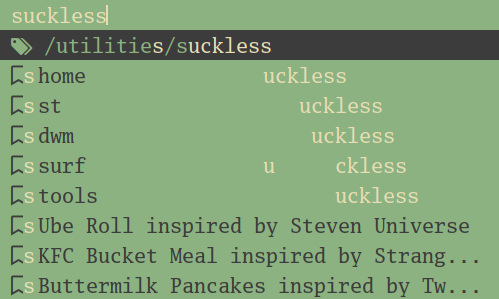 suckless
/utilities/suckless
s home uckless
s st uckless
s dwm uckless
s surf u ckless
s tools uckless
s Ube Roll inspired by Steven Universe
s KFC Bucket Meal inspired by Strang...
s Buttermilk Pancakes inspired by Tw...